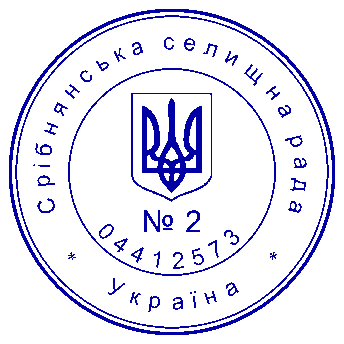 Срібнянська селищна рада
№ 2
04412573
* Україна *